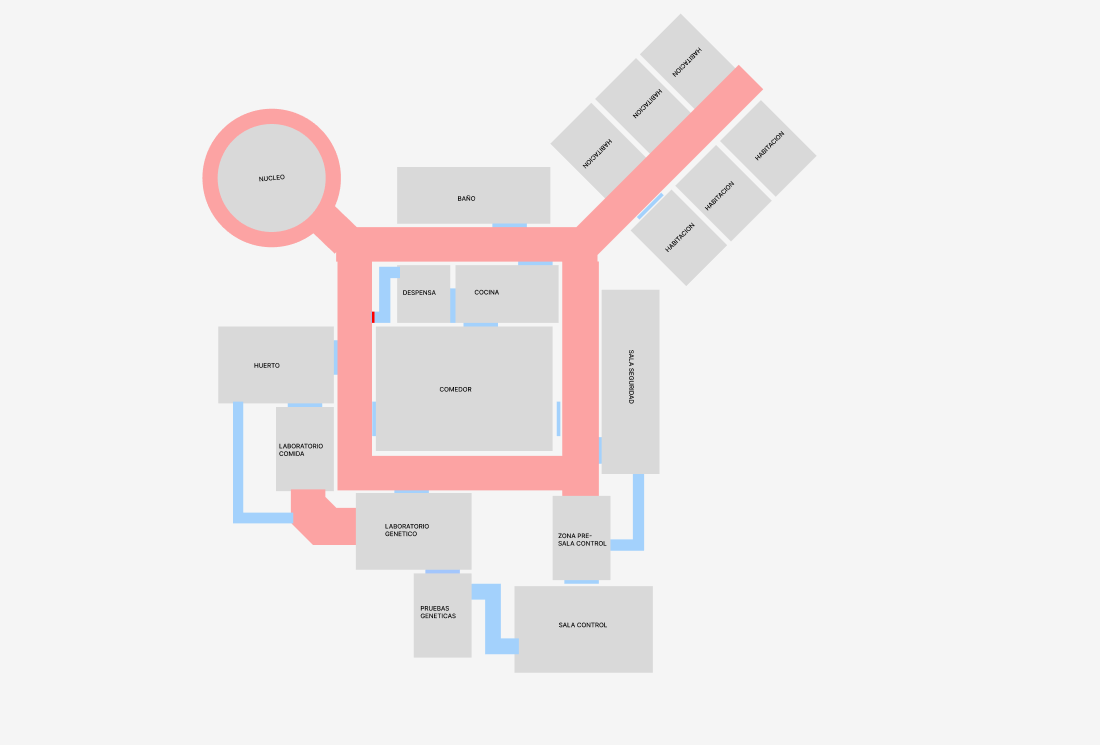 HABITACION
HABITACION
HABITACION
HABITACION
HABITACION
HABITACION
NUCLEO
BAÑO
DESPENSA
COCINA
HUERTO
COMEDOR
SALA SEGURIDAD
LABORATORIO
COMIDA
LABORATORIO
GENETICO
ZONA PRE-
SALA CONTROL
PRUEBAS
GENETICAS
SALA CONTROL